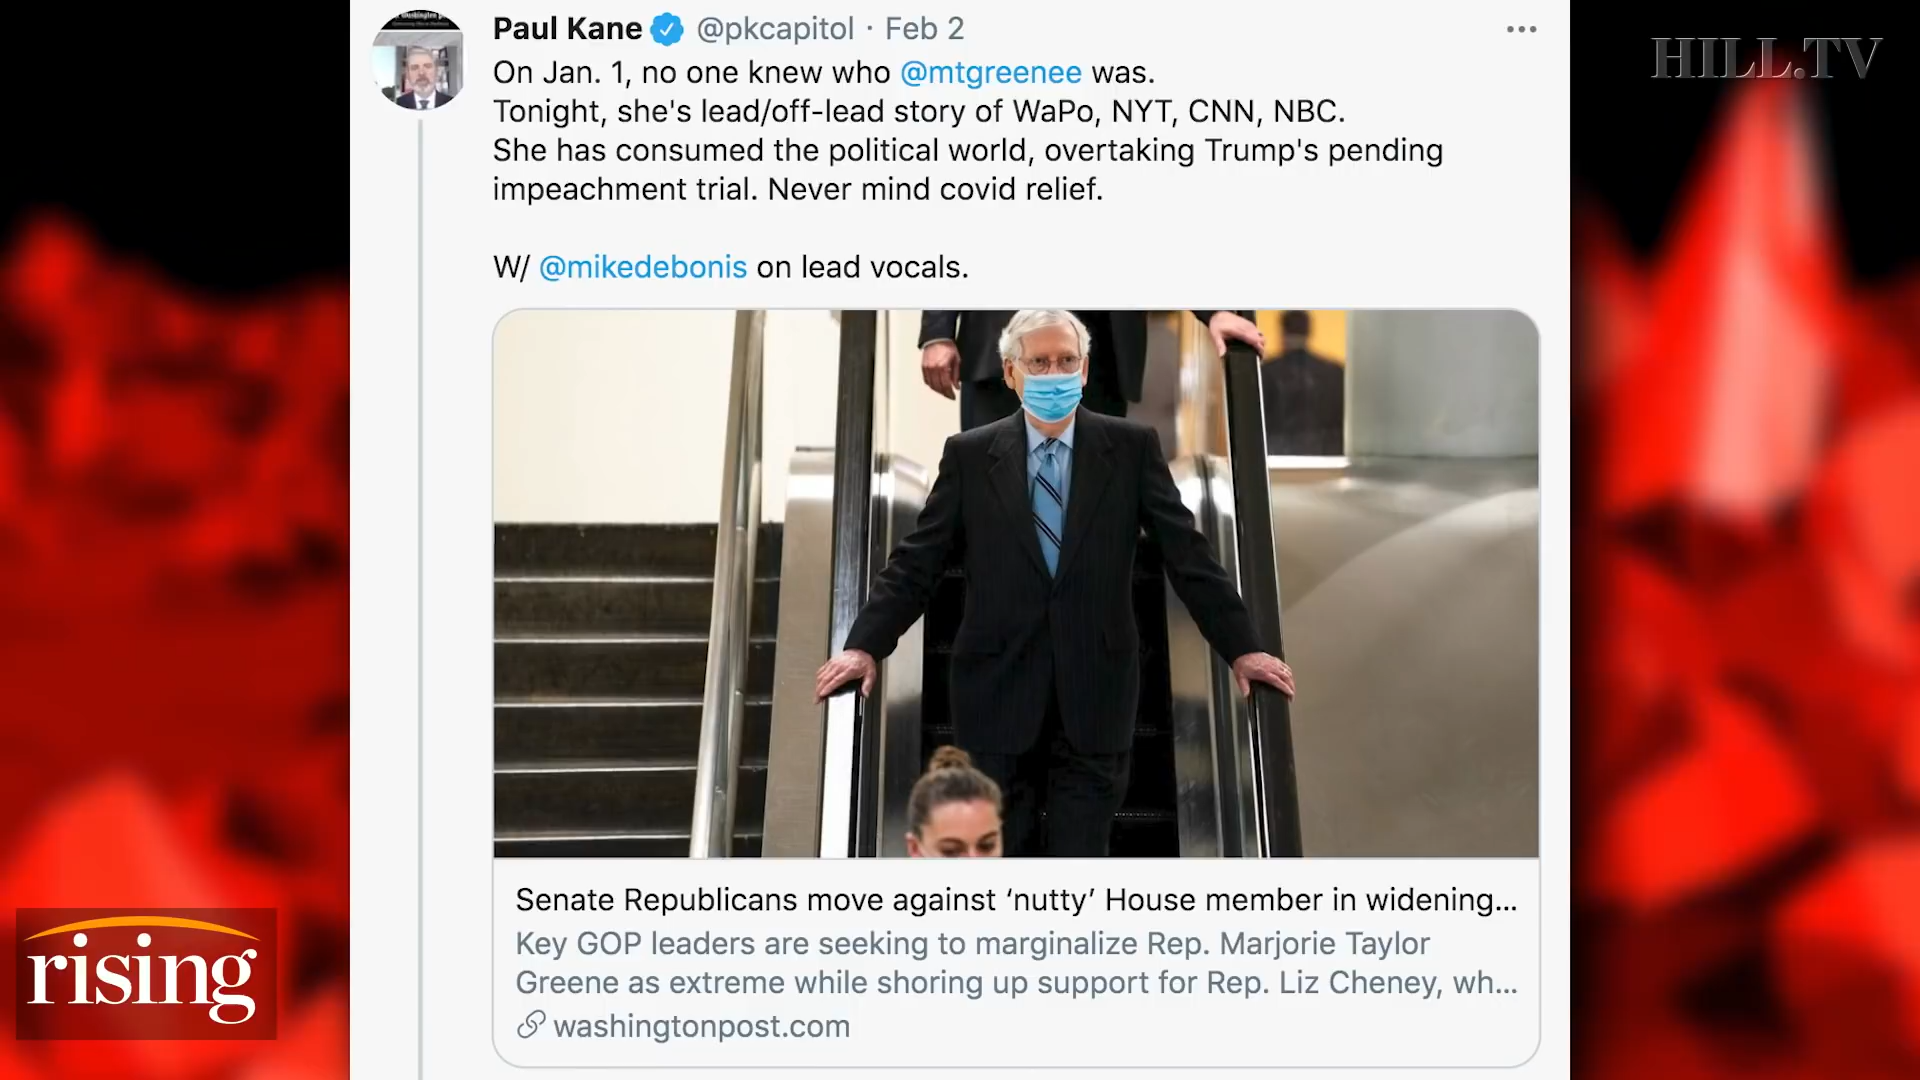 Paul Kane @pkcapitol · Feb 2
HILL.TV
On Jan. 1, no one knew who @mtgreenee was.
Tonight, she's lead/off-lead story of WaPo, NYT, CNN, NBC.
She has consumed the political world, overtaking Trump's pending
impeachment trial. Never mind covid relief.
W/ @mikedebonis on lead vocals.
Senate Republicans move against ‘nutty’ House member in widening...
Key GOP leaders are seeking to marginalize Rep. Marjorie Taylor
Greene as extreme while shoring up support for Rep. Liz Cheney, wh...
washingtonpost.com
rising